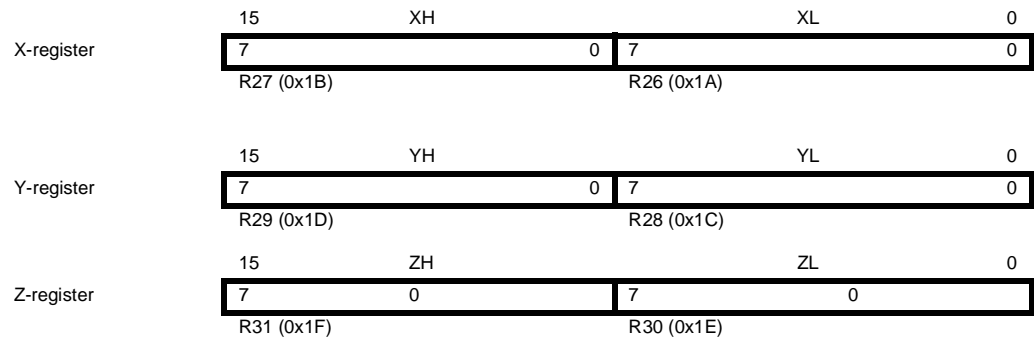 15 XH XL 0
X-register 7 0 7 0
R27 (0x1B) R26 (0x1A)
15 YH YL 0
Y-register 7 0 7 0
R29 (0x1D) R28 (0x1C)
15 ZH ZL 0
Z-register 7 0 7 0
R31 (0x1F) R30 (0x1E)